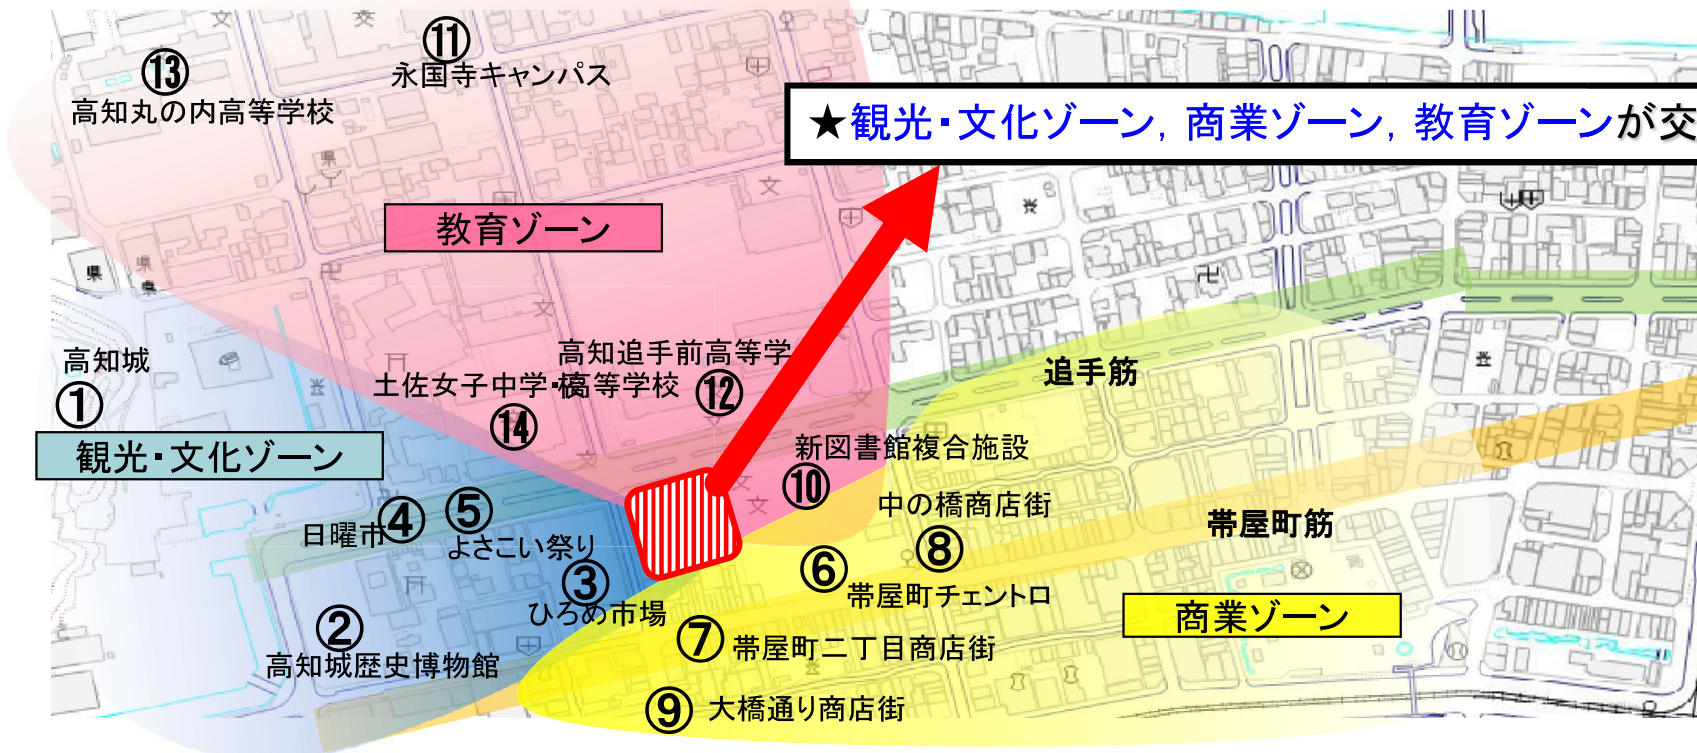 ⑪
永国寺キャンパス
⑬
高知丸の内高等学校
★観光・文化ゾーン，商業ゾーン，教育ゾーンが交
教育ゾーン
高知城
①
観光・文化ゾーン
高知追手前高等学
校
⑫
土佐女子中学・高等学校
⑭
追手筋
新図書館複合施設
⑩
日曜市
④
⑤
よさこい祭り
③
ひろめ市場
②
高知城歴史博物館
中の橋商店街
⑧
帯屋町筋
⑥
帯屋町チェントロ
商業ゾーン
⑦
帯屋町二丁目商店街
⑨
大橋通り商店街
県
県
県
県